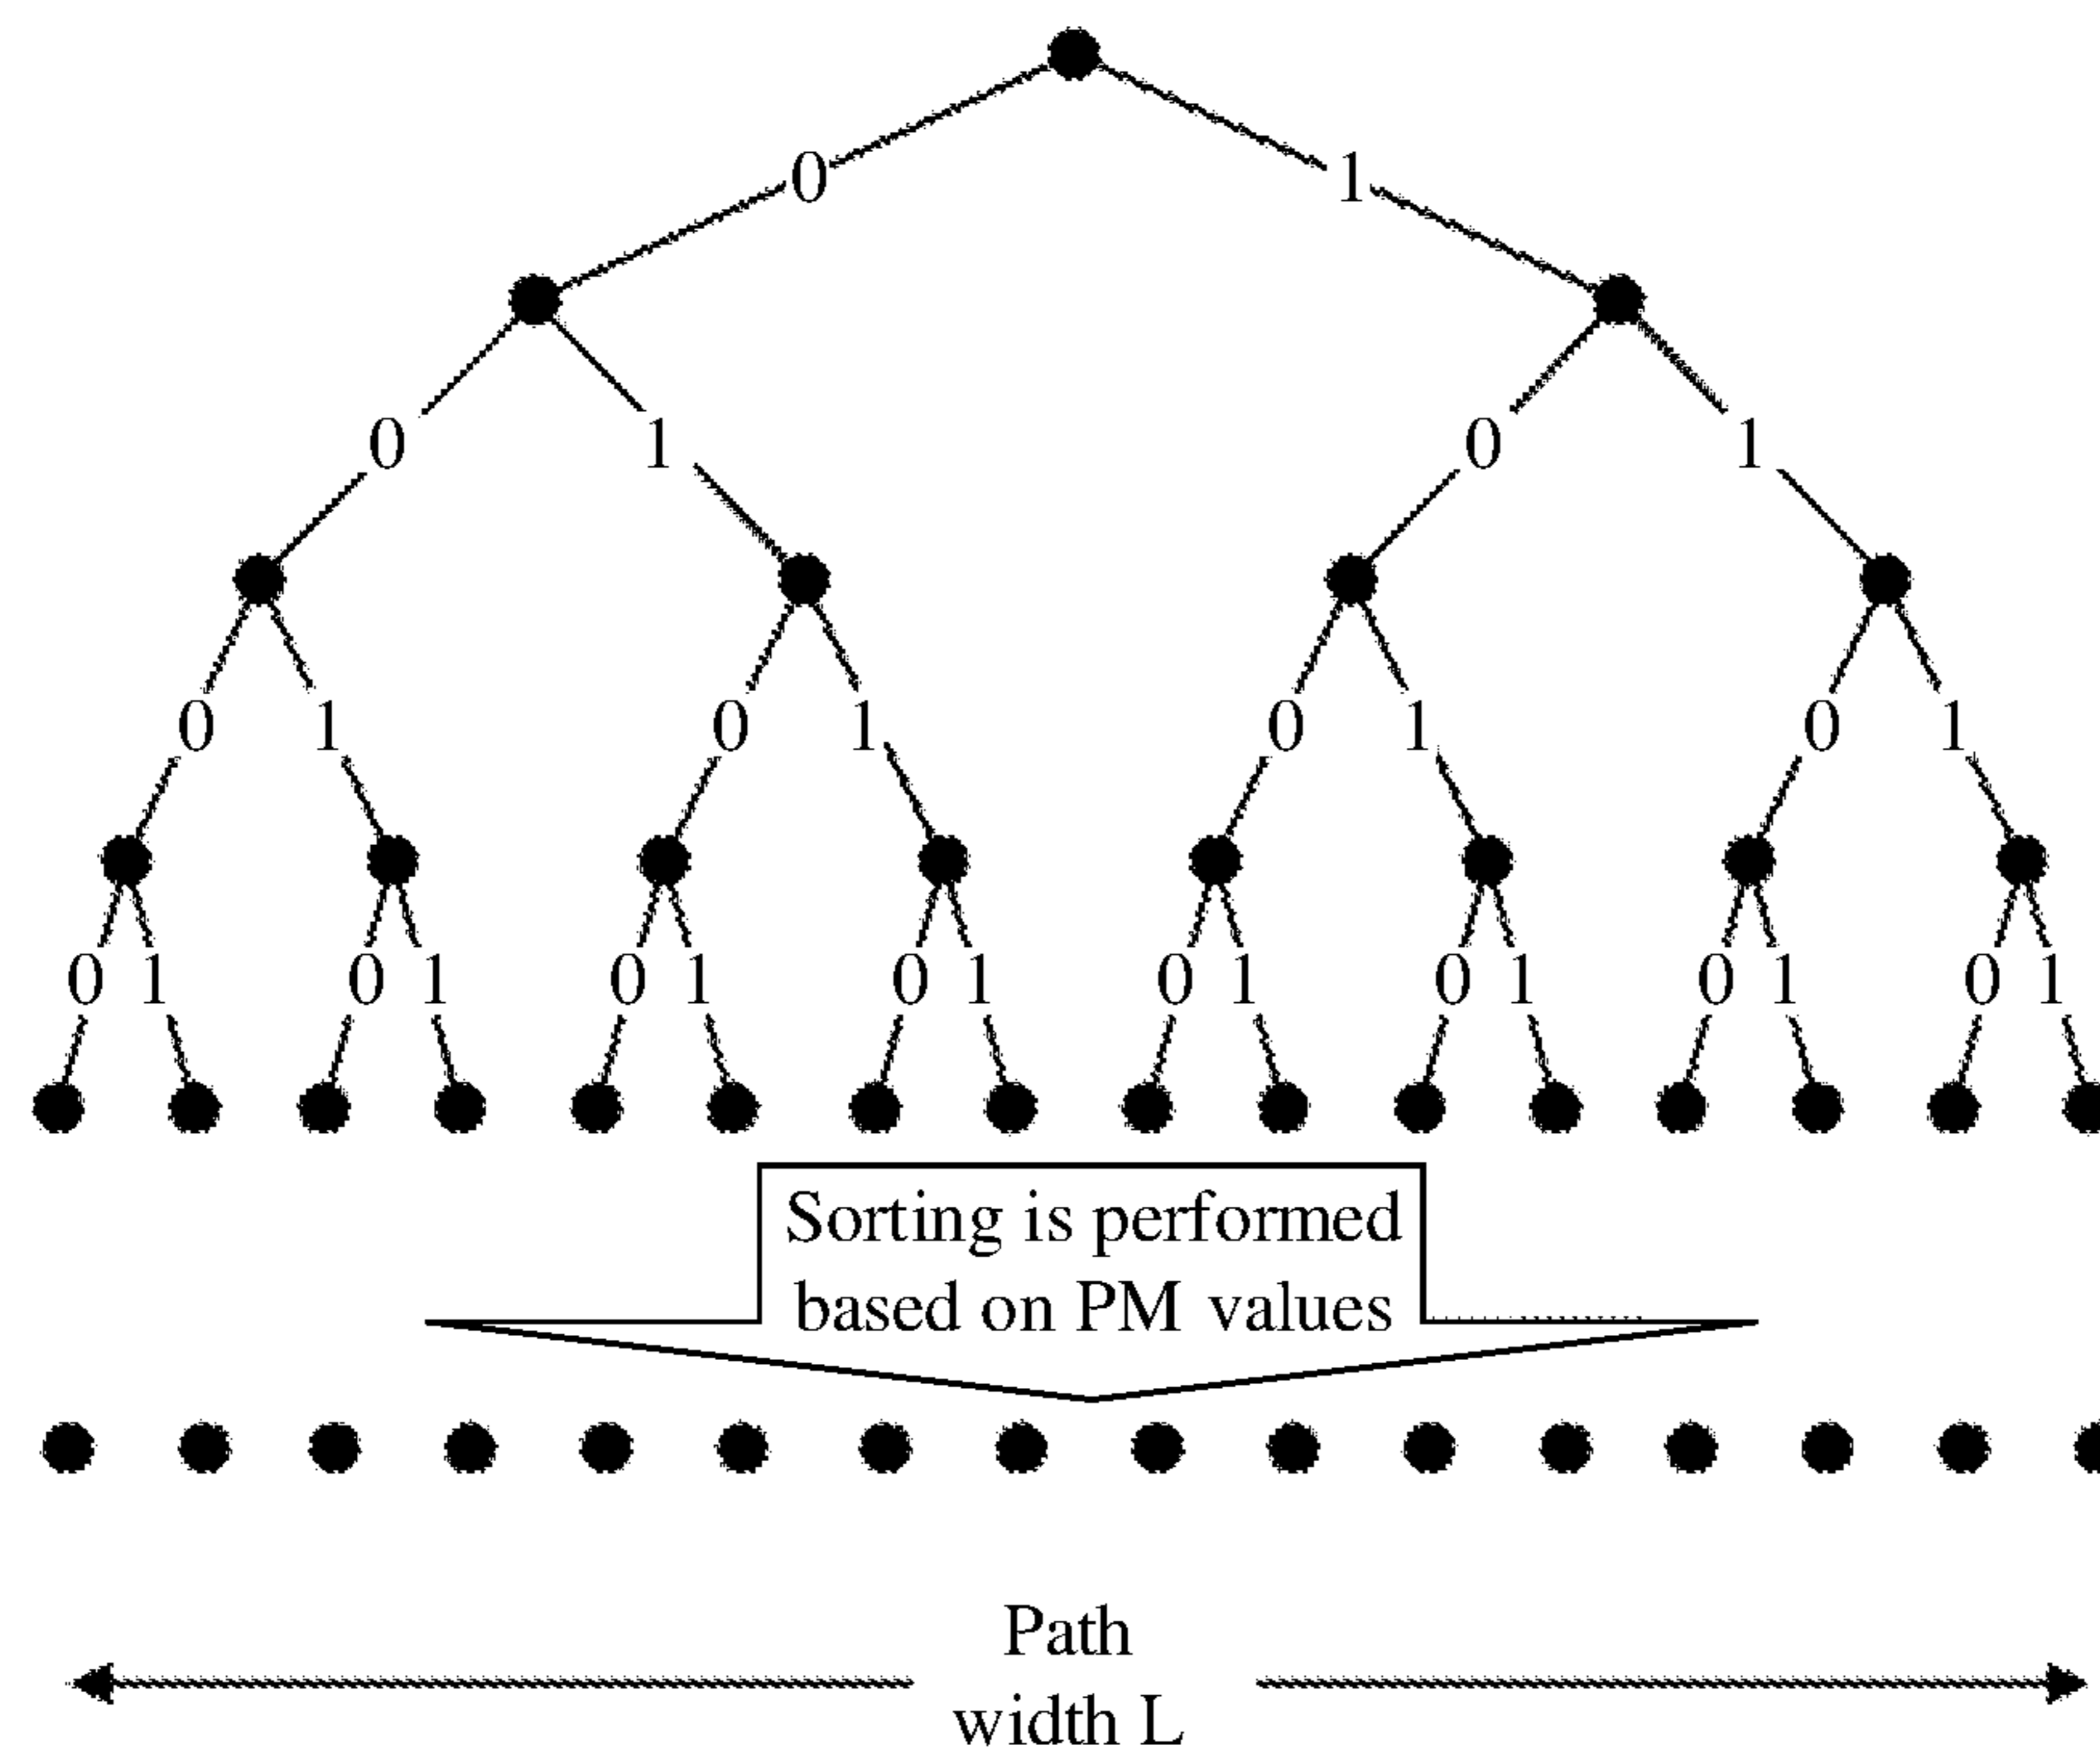 0 1
0 1 0 1
0 1 0 1 0 1 0 1
0 1 0 1 0 1 0 1 0 1 0 1 0 1 0 1
Sorting is performed
based on PM values
Path
width L